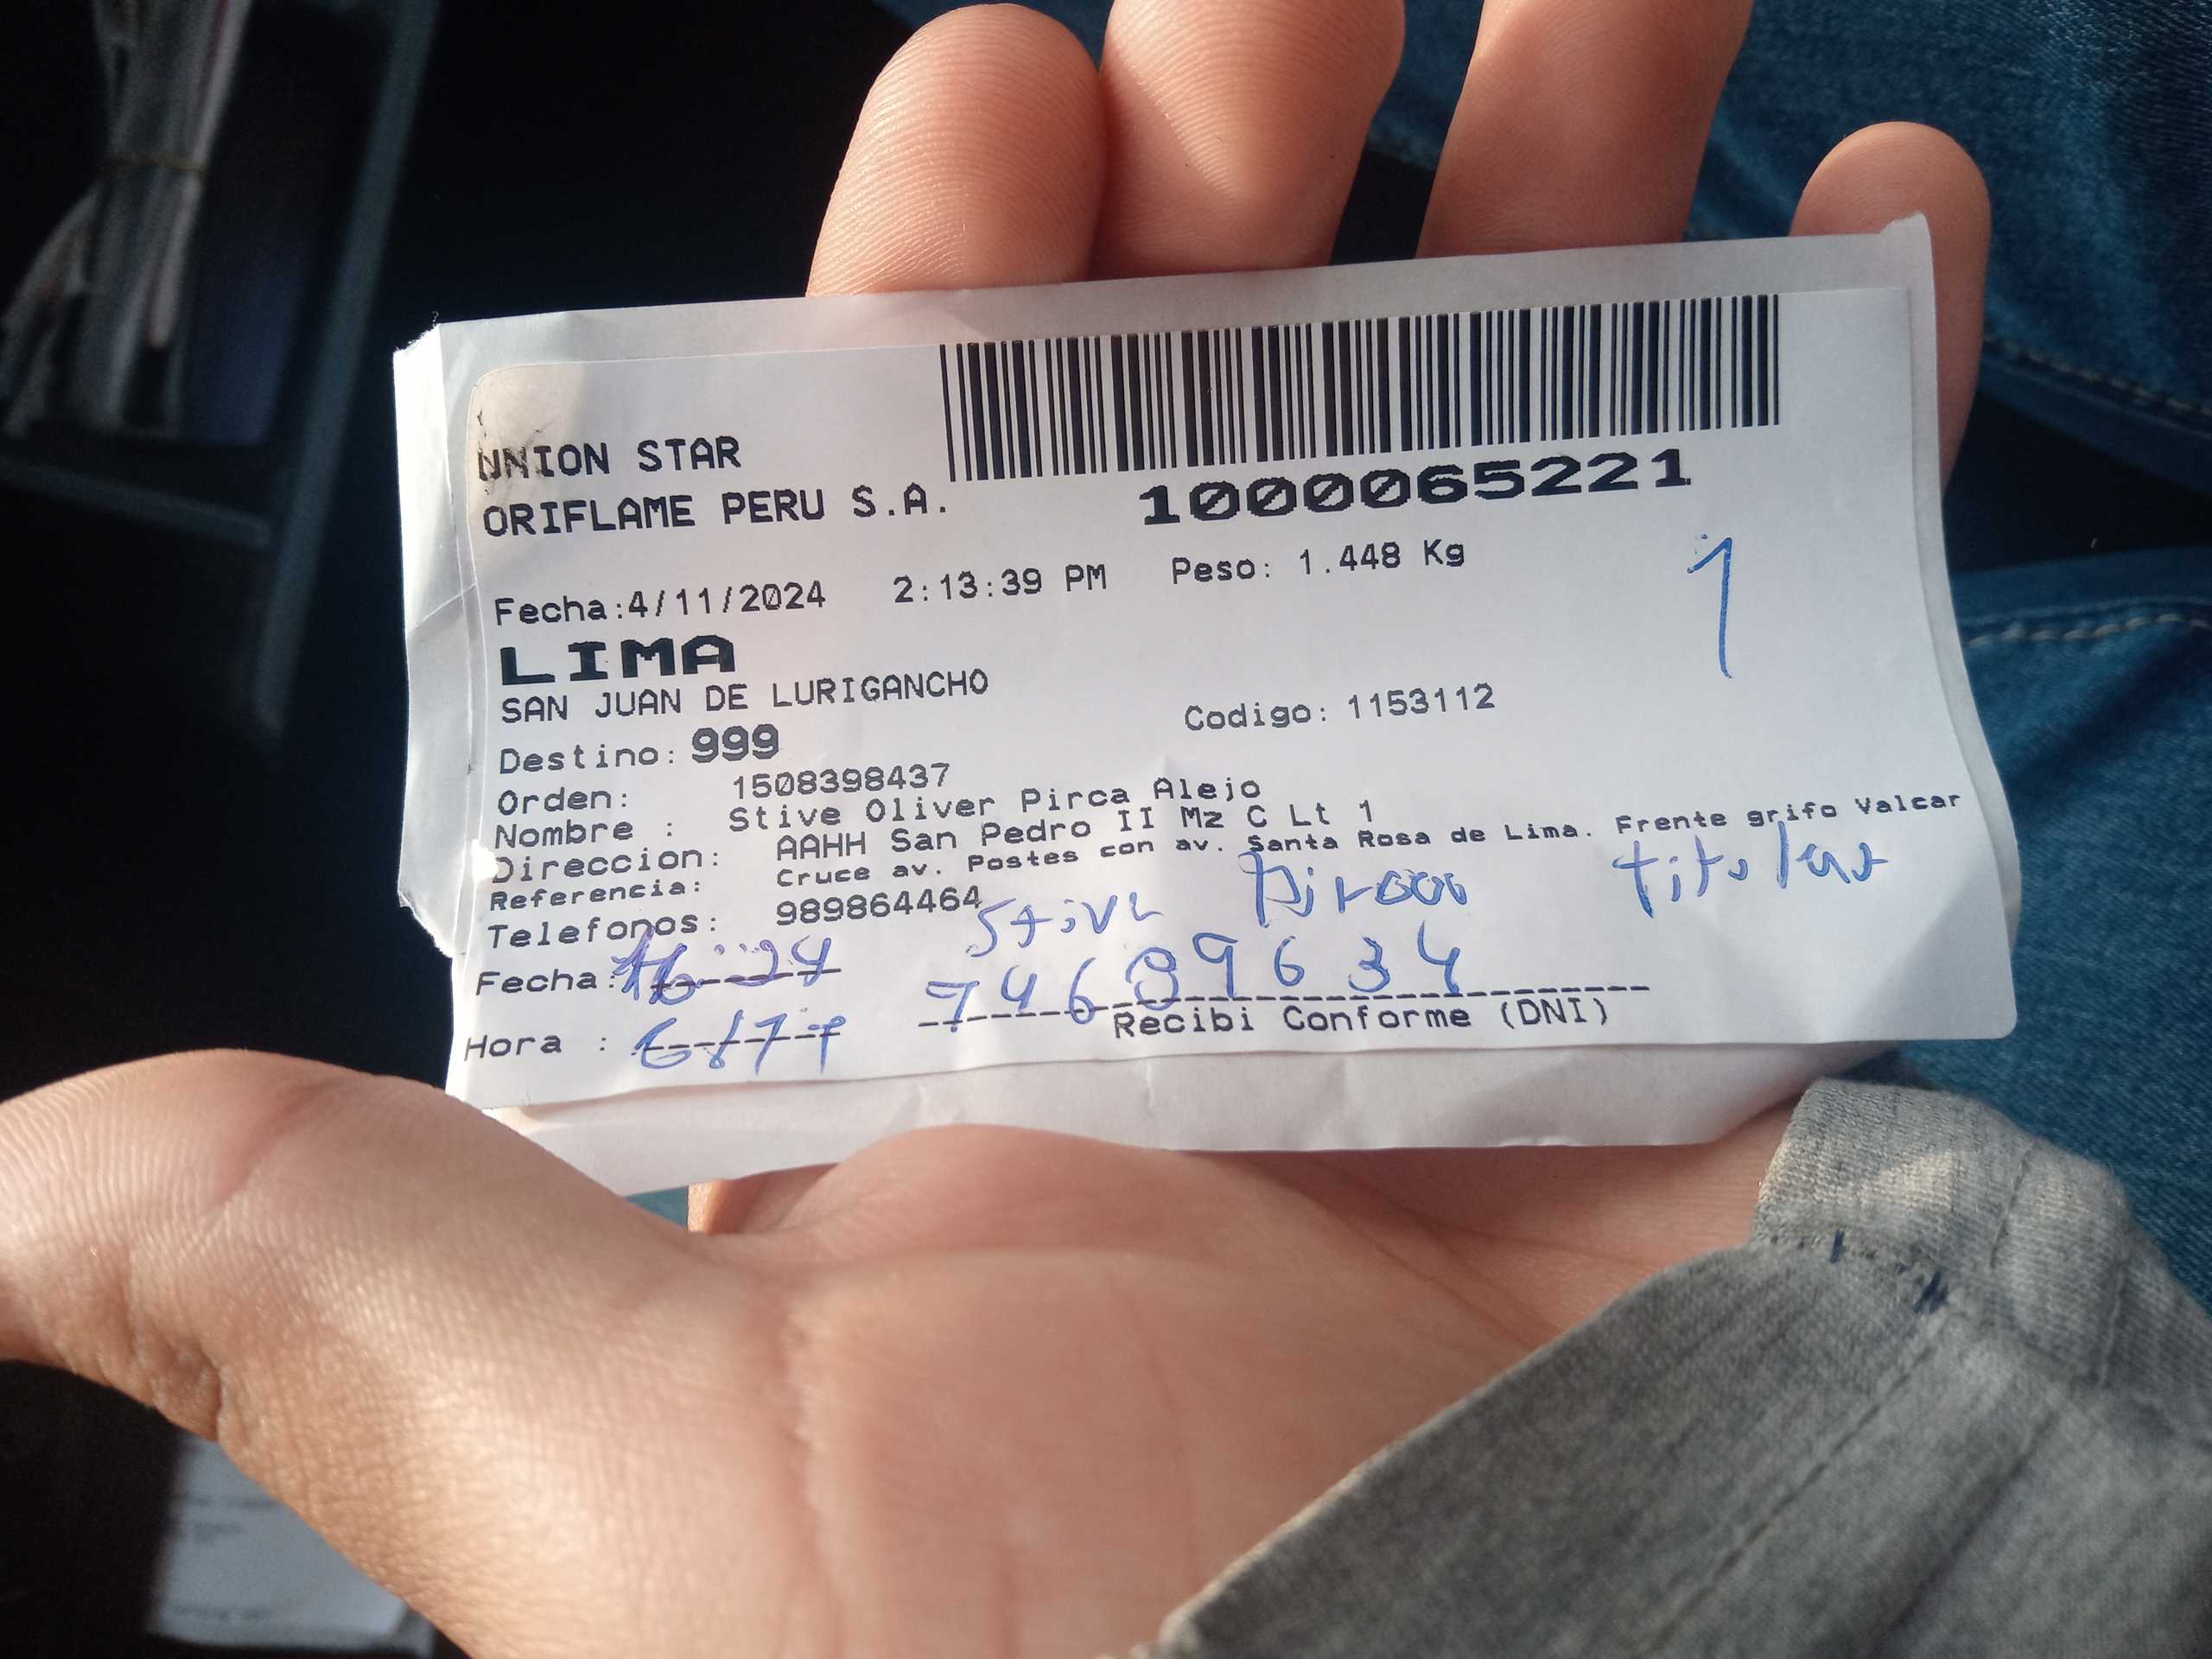 UNION STAR
ORIFLAME PERU S.A.
1000065221
Fecha:4/11/2024 2:13:39 PM Peso: 1.448 Kg
1
LIMA
SAN JUAN DE LURIGANCHO
Destino: 999 Codigo: 1153112
Orden: 1508398437
Nombre : Stive Oliver Pirca Alejo
Direccion: AAHH San Pedro II Mz C Lt 1
Referencia: Cruce av. Postes con av. Santa Rosa de Lima. Frente grifo Valcar
Telefonos: 989864464
Stive titular
Fecha: 74689634
Hora :
Recibi Conforme (DNI)